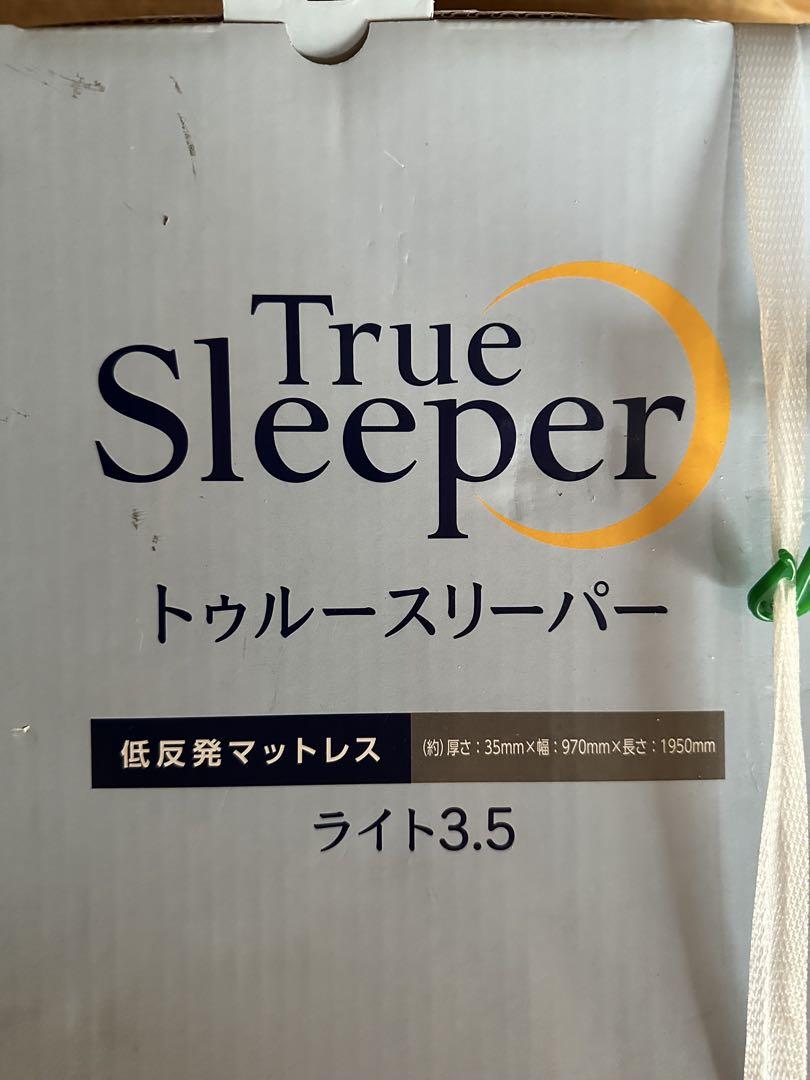 True
Sleeper
トゥルースリーパー
低反発マットレス (約)厚さ：35mm×幅：970mm×長さ：1950mm
ライト3.5